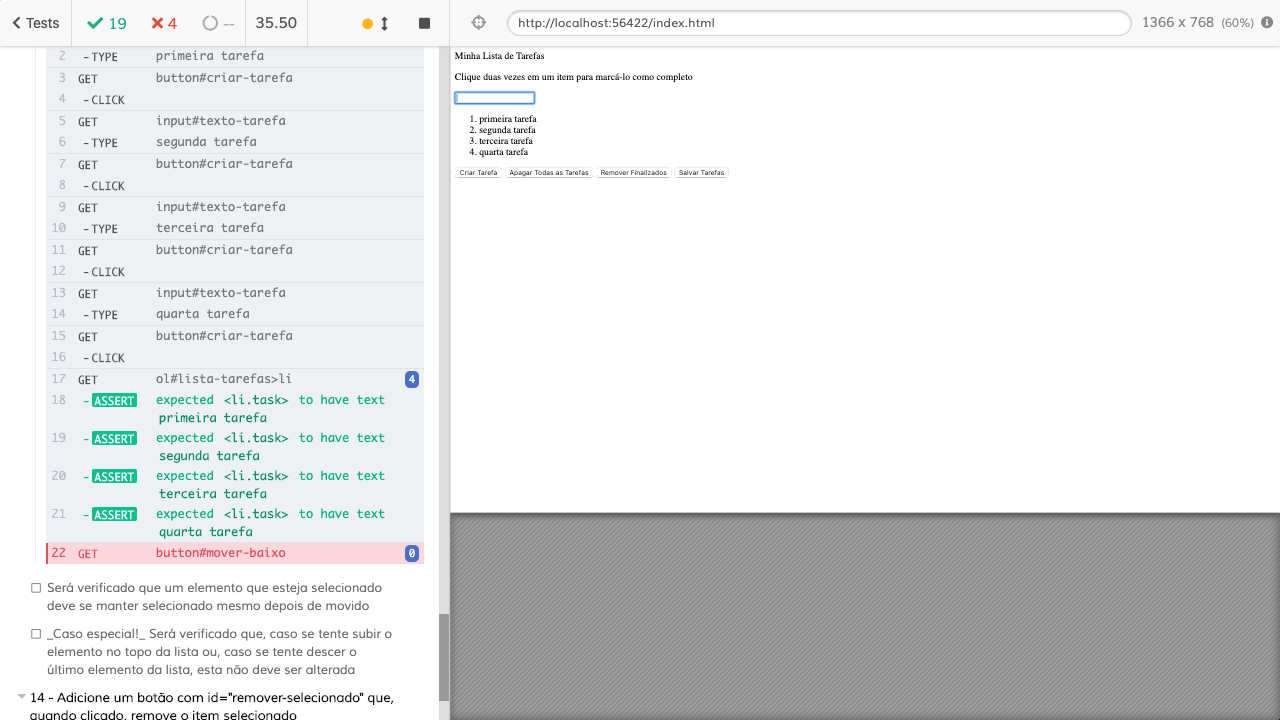 Tests 19 4 -- 35.50 http://localhost:56422/index.html 1366 x 768 (60%)
2 -TYPE primeira tarefa
3 GET button#criar-tarefa
4 -CLICK
5 GET input#texto-tarefa
6 -TYPE segunda tarefa
7 GET button#criar-tarefa
8 -CLICK
9 GET input#texto-tarefa
10 -TYPE terceira tarefa
11 GET button#criar-tarefa
12 -CLICK
13 GET input#texto-tarefa
14 -TYPE quarta tarefa
15 GET button#criar-tarefa
16 -CLICK
17 GET ol#lista-tarefas>li 4
18 -ASSERT expected <li.task> to have text
primeira tarefa
19 -ASSERT expected <li.task> to have text
segunda tarefa
20 -ASSERT expected <li.task> to have text
terceira tarefa
21 -ASSERT expected <li.task> to have text
quarta tarefa
22 GET button#mover-baixo 0
Será verificado que um elemento que esteja selecionado
deve se manter selecionado mesmo depois de movido
_Caso especial!_ Será verificado que, caso se tente subir o
elemento no topo da lista ou, caso se tente descer o
último elemento da lista, esta não deve ser alterada
14 - Adicione um botão com id="remover-selecionado" que,
quando clicado, remove o item selecionado
Minha Lista de Tarefas
Clique duas vezes em um item para marcá-lo como completo
1. primeira tarefa
2. segunda tarefa
3. terceira tarefa
4. quarta tarefa
Criar Tarefa Apagar Todas as Tarefas Remover Finalizados Salvar Tarefas